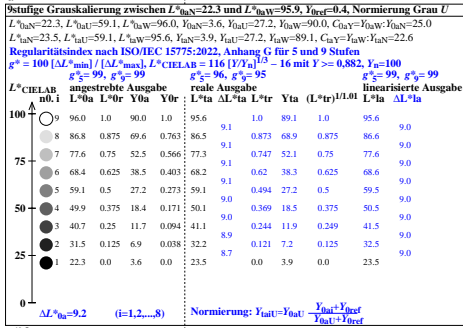 9stufige Grauskalierung zwischen L*0aN=22.3 und L*0aW=95.9, Y0ref=0.4, Normierung Grau U
L*0aN=22.3, L*0aU=59.1, L*0aW=96.0, Y0aN=3.6, Y0aU=27.2, Y0aW=90.0, C0aY=Y0aW:Y0aN=25.0
L*taN=23.5, L*taU=59.1, L*taW=95.6, YtaN=3.9, YtaU=27.2, YtaW=89.1, CtaY=YtaW:YtaN=22.6
Regularitätsindex nach ISO/IEC 15775:2022, Anhang G für 5 und 9 Stufen
g* = 100 [ΔL*min] / [ΔL*max], L*CIELAB = 116 [Y/Yn]1/3 − 16 mit Y >= 0,882, Yn=100
g*5= 99, g*9= 99 g*5= 96, g*9= 95 g*5= 99, g*9= 99
L*CIELAB angestrebte Ausgabe reale Ausgabe linearisierte Ausgabe
n0. i L*0a L*0r Y0a Y0r L*ta ΔL*ta L*tr Yta (L*tr)1/1.01 L*la ΔL*la
100 9 96.0 1.0 90.0 1.0 95.6 1.0 89.1 1.0 95.6
9.1 9.0
8 86.8 0.875 69.6 0.763 86.5 0.873 68.9 0.875 86.6
9.1 9.0
75 7 77.6 0.75 52.5 0.566 77.3 0.747 52.1 0.75 77.6
9.1 9.0
6 68.4 0.625 38.5 0.403 68.2 0.62 38.3 0.625 68.6
9.1 9.0
5 59.1 0.5 27.2 0.273 59.1 0.494 27.2 0.5 59.5
9.0 9.0
50 4 49.9 0.375 18.4 0.171 50.1 0.369 18.5 0.375 50.5
9.0 9.0
3 40.7 0.25 11.7 0.094 41.1 0.244 11.9 0.249 41.5
8.9 9.0
2 31.5 0.125 6.9 0.038 32.2 0.121 7.2 0.125 32.5
8.7 9.0
25 1 22.3 0.0 3.6 0.0 23.5 0.0 3.9 0.0 23.5
0
ΔL*0a=9.2 (i=1,2,...,8) Normierung: YtaiU=Y0aU Y0ai+Y0ref
Y0aU+Y0ref